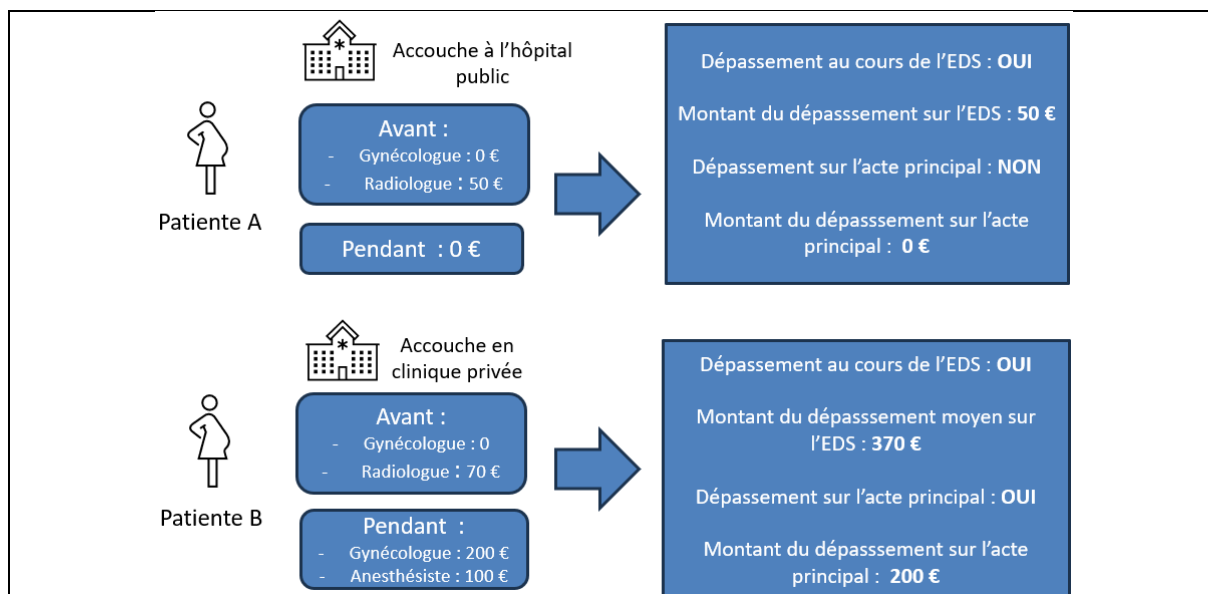 Accouche à l’hôpital
public
Avant :
- Gynécologue : 0 €
- Radiologue : 50 €
Pendant : 0 €
Patiente A
Dépassement au cours de l’EDS : OUI
Montant du dépasssement sur l’EDS : 50 €
Dépassement sur l’acte principal : NON
Montant du dépasssement sur l’acte
principal : 0 €
Accouche en
clinique privée
Avant :
- Gynécologue : 0
- Radiologue : 70 €
Patiente B
Pendant :
- Gynécologue : 200 €
- Anesthésiste : 100 €
Dépassement au cours de l’EDS : OUI
Montant du dépasssement moyen sur
l’EDS : 370 €
Dépassement sur l’acte principal : OUI
Montant du dépasssement sur l’acte
principal : 200 €